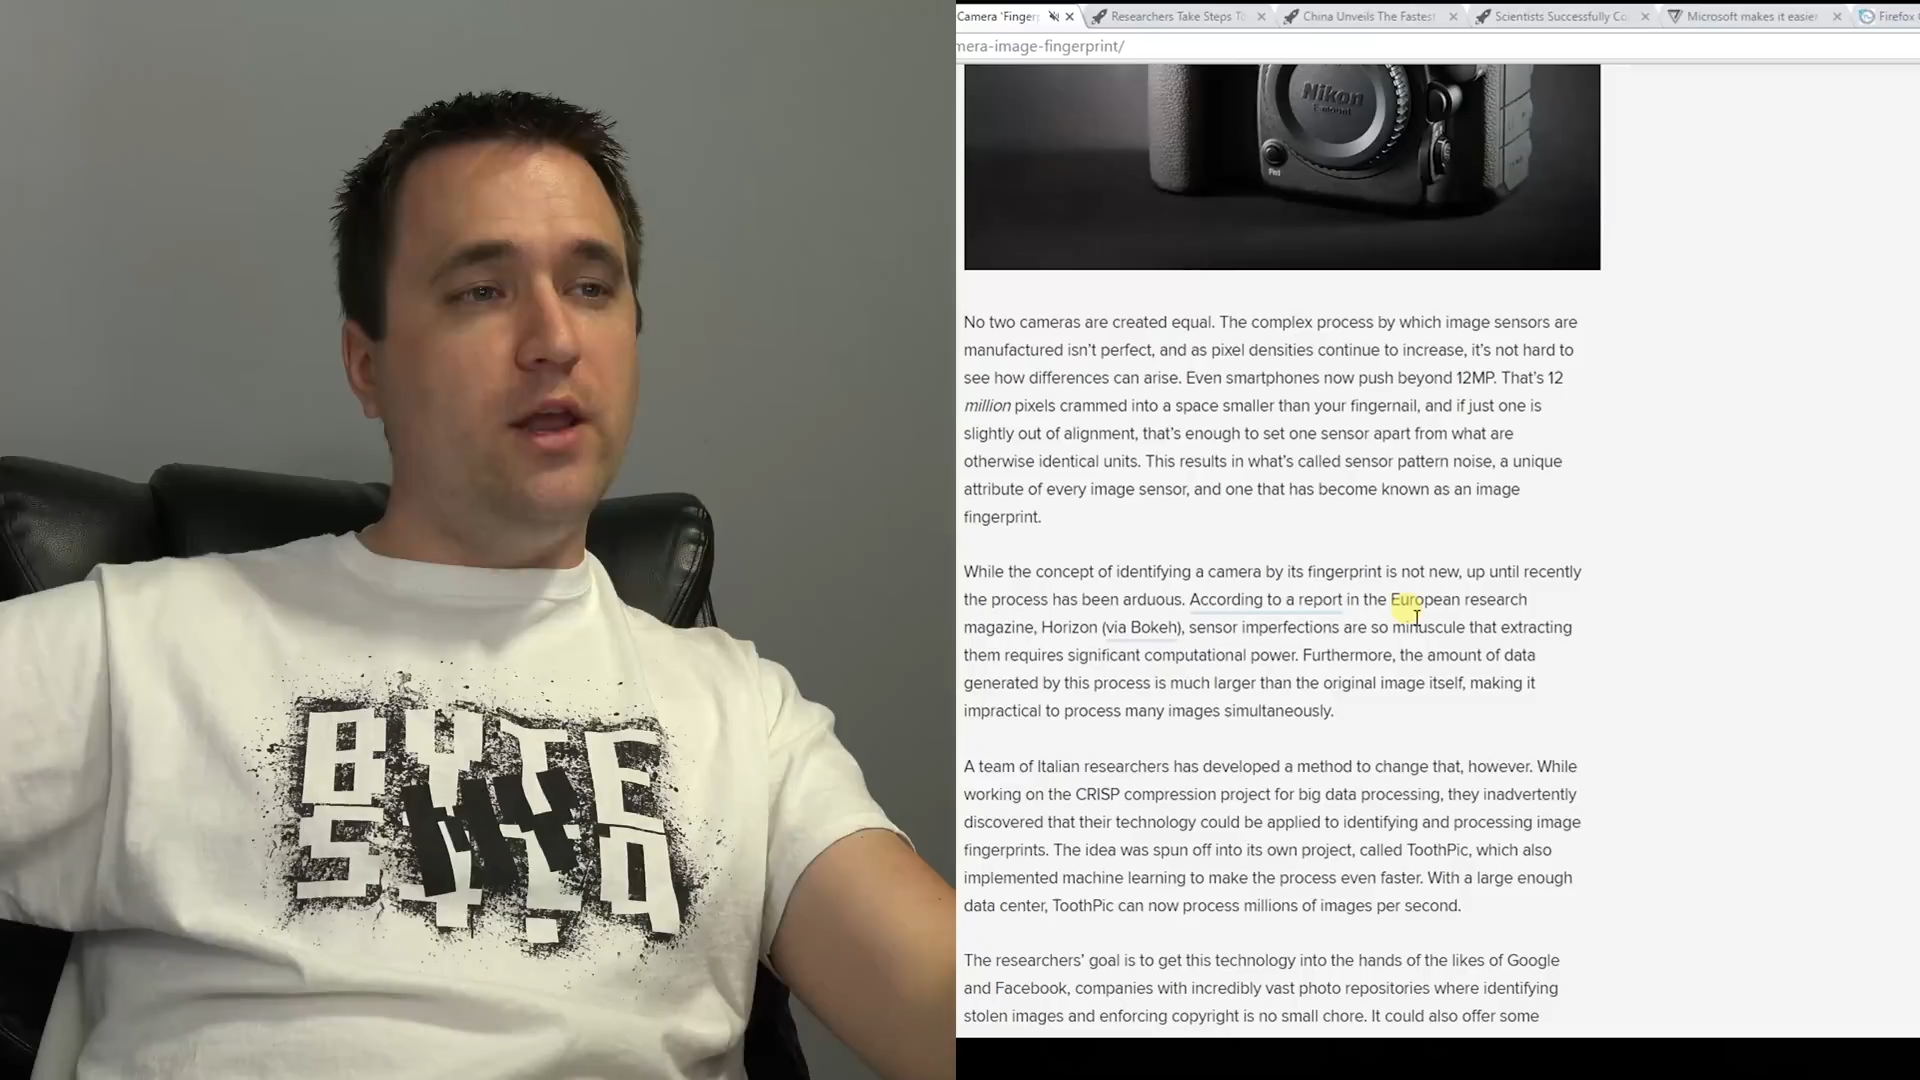 Camera 'Finger
Researchers Take Steps T
China Unveils The Fastest
Scientists Successfully Co
Microsoft makes it easier
Firefox
mera-image-fingerprint/
Nikon
Fn1
No two cameras are created equal. The complex process by which image sensors are
manufactured isn't perfect, and as pixel densities continue to increase, it's not hard to
see how differences can arise. Even smartphones now push beyond 12MP. That's 12
million pixels crammed into a space smaller than your fingernail, and if just one is
slightly out of alignment, that's enough to set one sensor apart from what are
otherwise identical units. This results in what's called sensor pattern noise, a unique
attribute of every image sensor, and one that has become known as an image
fingerprint.
While the concept of identifying a camera by its fingerprint is not new, up until recently
the process has been arduous. According to a report in the European research
magazine, Horizon (via Bokeh), sensor imperfections are so minuscule that extracting
them requires significant computational power. Furthermore, the amount of data
generated by this process is much larger than the original image itself, making it
impractical to process many images simultaneously.
A team of Italian researchers has developed a method to change that, however. While
working on the CRISP compression project for big data processing, they inadvertently
discovered that their technology could be applied to identifying and processing image
fingerprints. The idea was spun off into its own project, called ToothPic, which also
implemented machine learning to make the process even faster. With a large enough
data center, ToothPic can now process millions of images per second.
The researchers' goal is to get this technology into the hands of the likes of Google
and Facebook, companies with incredibly vast photo repositories where identifying
stolen images and enforcing copyright is no small chore. It could also offer some
BYTE
MY